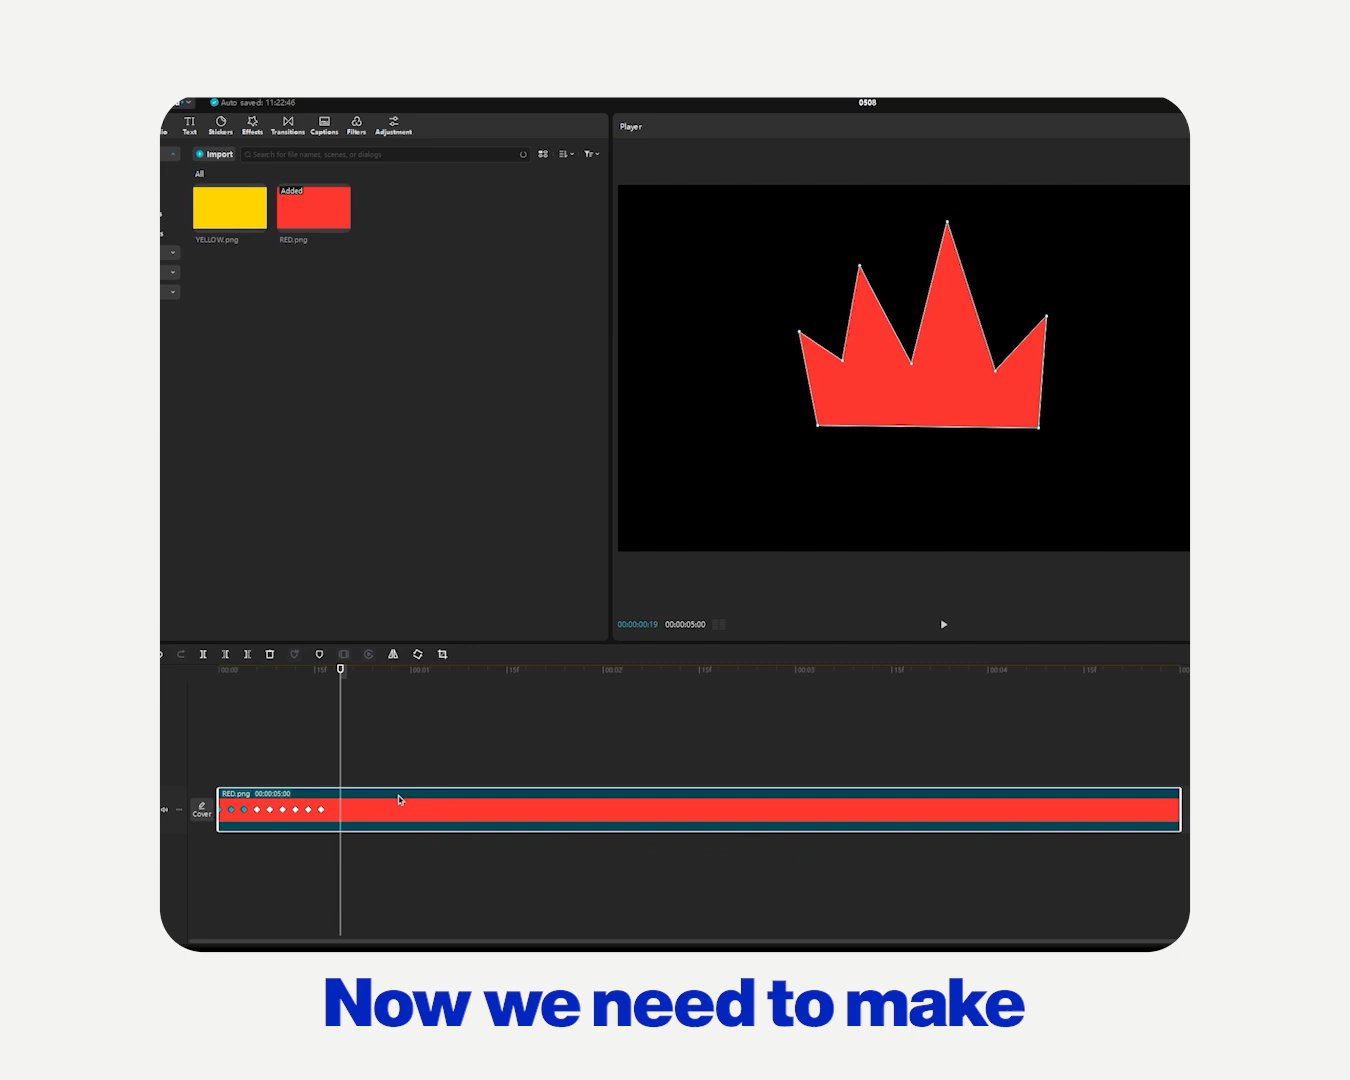 Auto saved: 11:22:46
0508
Text Stickers Effects Transitions Captions Filters Adjustment
Player
Import
Search for file names, scenes, or dialogs
All
Added
YELLOW.png
RED.png
00:00:00:19 00:00:05:00
00:00 15f 00:01 15f 00:02 15f 00:03 15f 00:04 15f
RED.png 00:00:05:00
Cover
Now we need to make